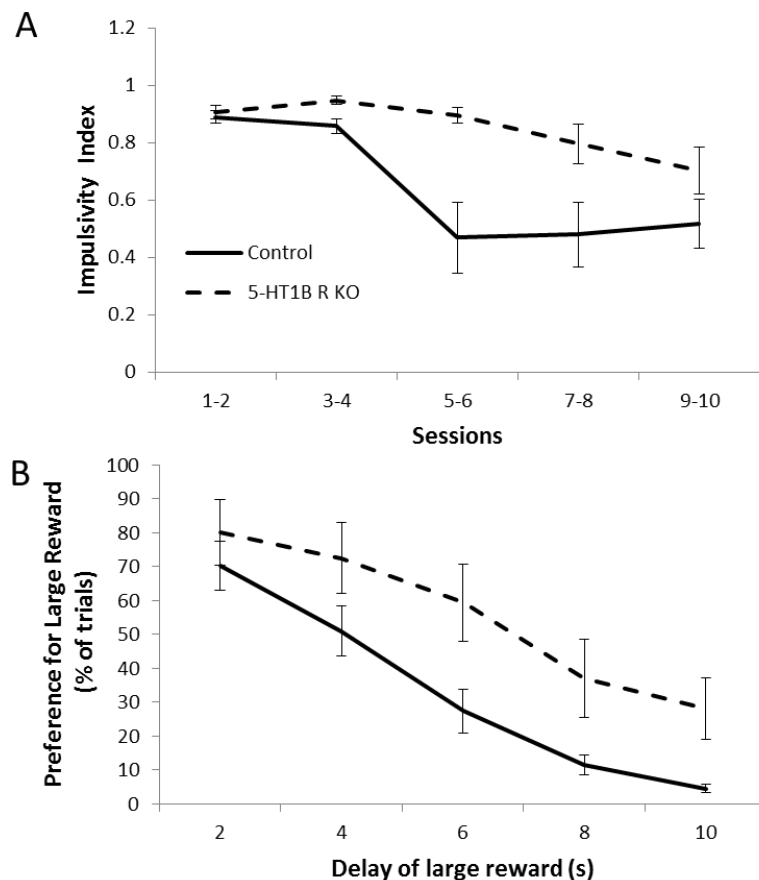 A
Impulsivity Index
1.2
1
0.8
0.6
0.4
0.2
0
Control
5-HT1B R KO
1-2 3-4 5-6 7-8 9-10
Sessions
B
Preference for Large Reward
(% of trials)
100
90
80
70
60
50
40
30
20
10
0
2 4 6 8 10
Delay of large reward (s)